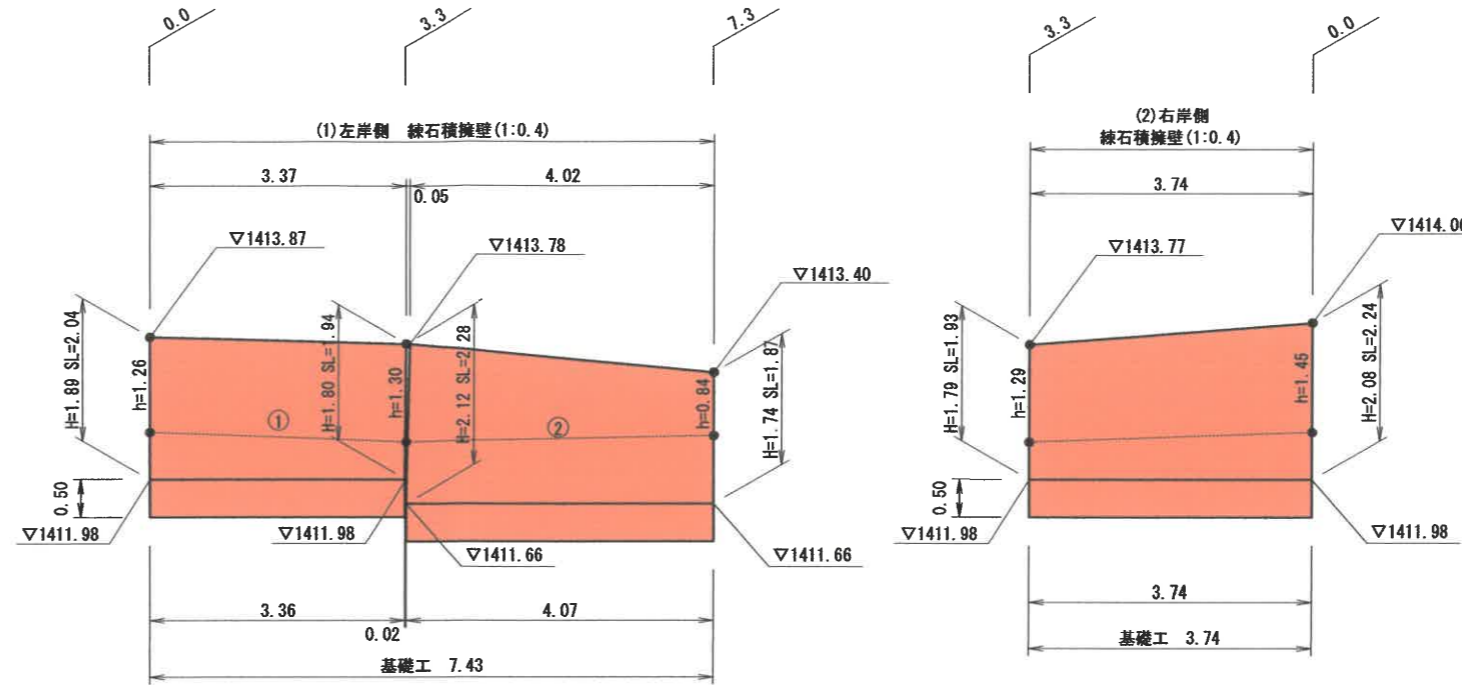 0.0
3.3
7.3
(1)左岸側 練石積擁壁(1:0.4)
3.37
4.02
0.05
▽1413.87
▽1413.78
▽1413.40
H=1.89 SL=2.04
h=1.26
H=1.80 SL=1.94
h=1.30
H=2.12 SL=2.28
h=0.84
H=1.74 SL=1.87
①
②
0.50
▽1411.98
▽1411.98
▽1411.66
▽1411.66
3.36
4.07
0.02
基礎工 7.43
3.3
0.0
(2)右岸側
練石積擁壁(1:0.4)
3.74
▽1413.77
▽1414.06
H=1.79 SL=1.93
h=1.29
h=1.45
H=2.08 SL=2.24
0.50
▽1411.98
▽1411.98
3.74
基礎工 3.74